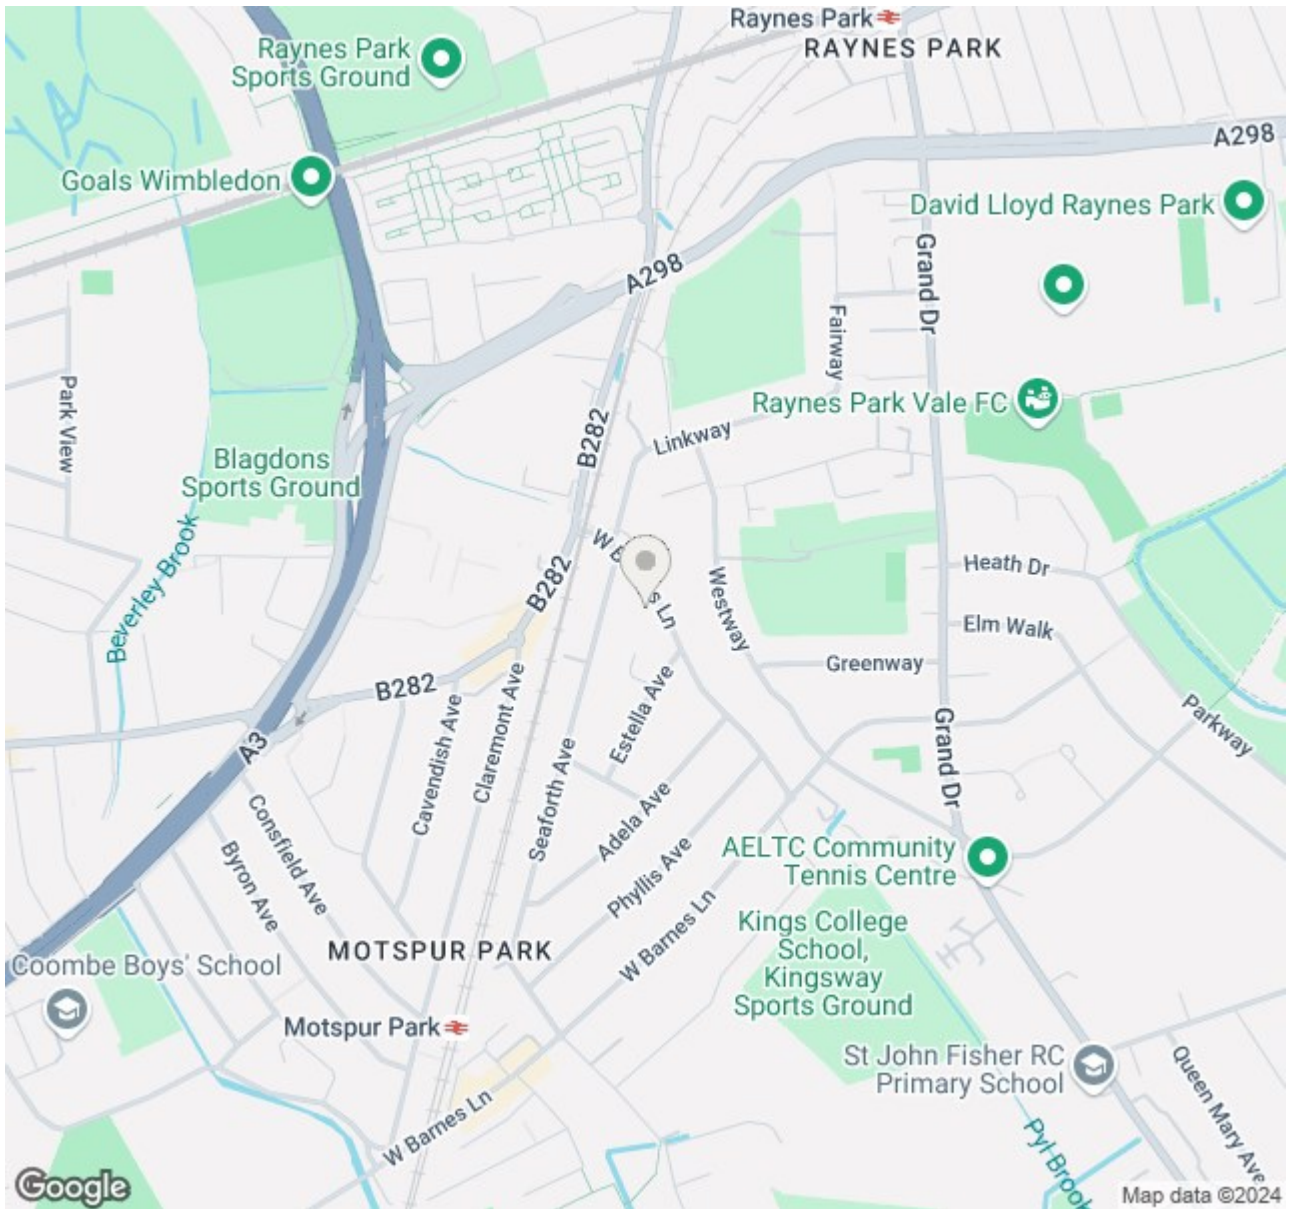 Raynes Park
RAYNES PARK
Raynes Park
Sports Ground
A298
Goals Wimbledon
David Lloyd Raynes Park
Grand Dr
A298
Fairway
Park View
Raynes Park Vale FC
B282
Linkway
Blagdons
Sports Ground
Beverley Brook
W B
s Ln
B282
Westway
Heath Dr
Elm Walk
Greenway
B282
Estella Ave
Claremont Ave
Cavendish Ave
Parkway
Grand Dr
A3
Seaforth Ave
Adela Ave
Consfield Ave
Byron Ave
Phyllis Ave
AELTC Community
Tennis Centre
W Barnes Ln
Kings College
School,
Kingsway
Sports Ground
MOTSPUR PARK
Coombe Boys' School
Motspur Park
St John Fisher RC
Primary School
Queen Mary Ave
W Barnes Ln
Pyl Brook
Google
Map data ©2024